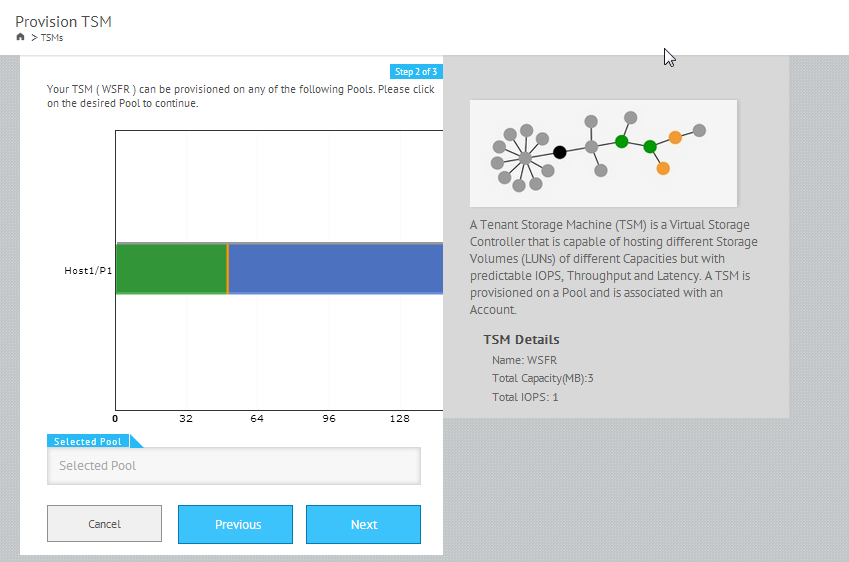 Provision TSM
> TSMs
Step 2 of 3
Your TSM ( WSFR ) can be provisioned on any of the following Pools. Please click
on the desired Pool to continue.
Host1/P1
0 32 64 96 128
Selected Pool
Selected Pool
Cancel Previous Next
A Tenant Storage Machine (TSM) is a Virtual Storage
Controller that is capable of hosting different Storage
Volumes (LUNs) of different Capacities but with
predictable IOPS, Throughput and Latency. A TSM is
provisioned on a Pool and is associated with an
Account.
TSM Details
Name: WSFR
Total Capacity(MB):3
Total IOPS: 1